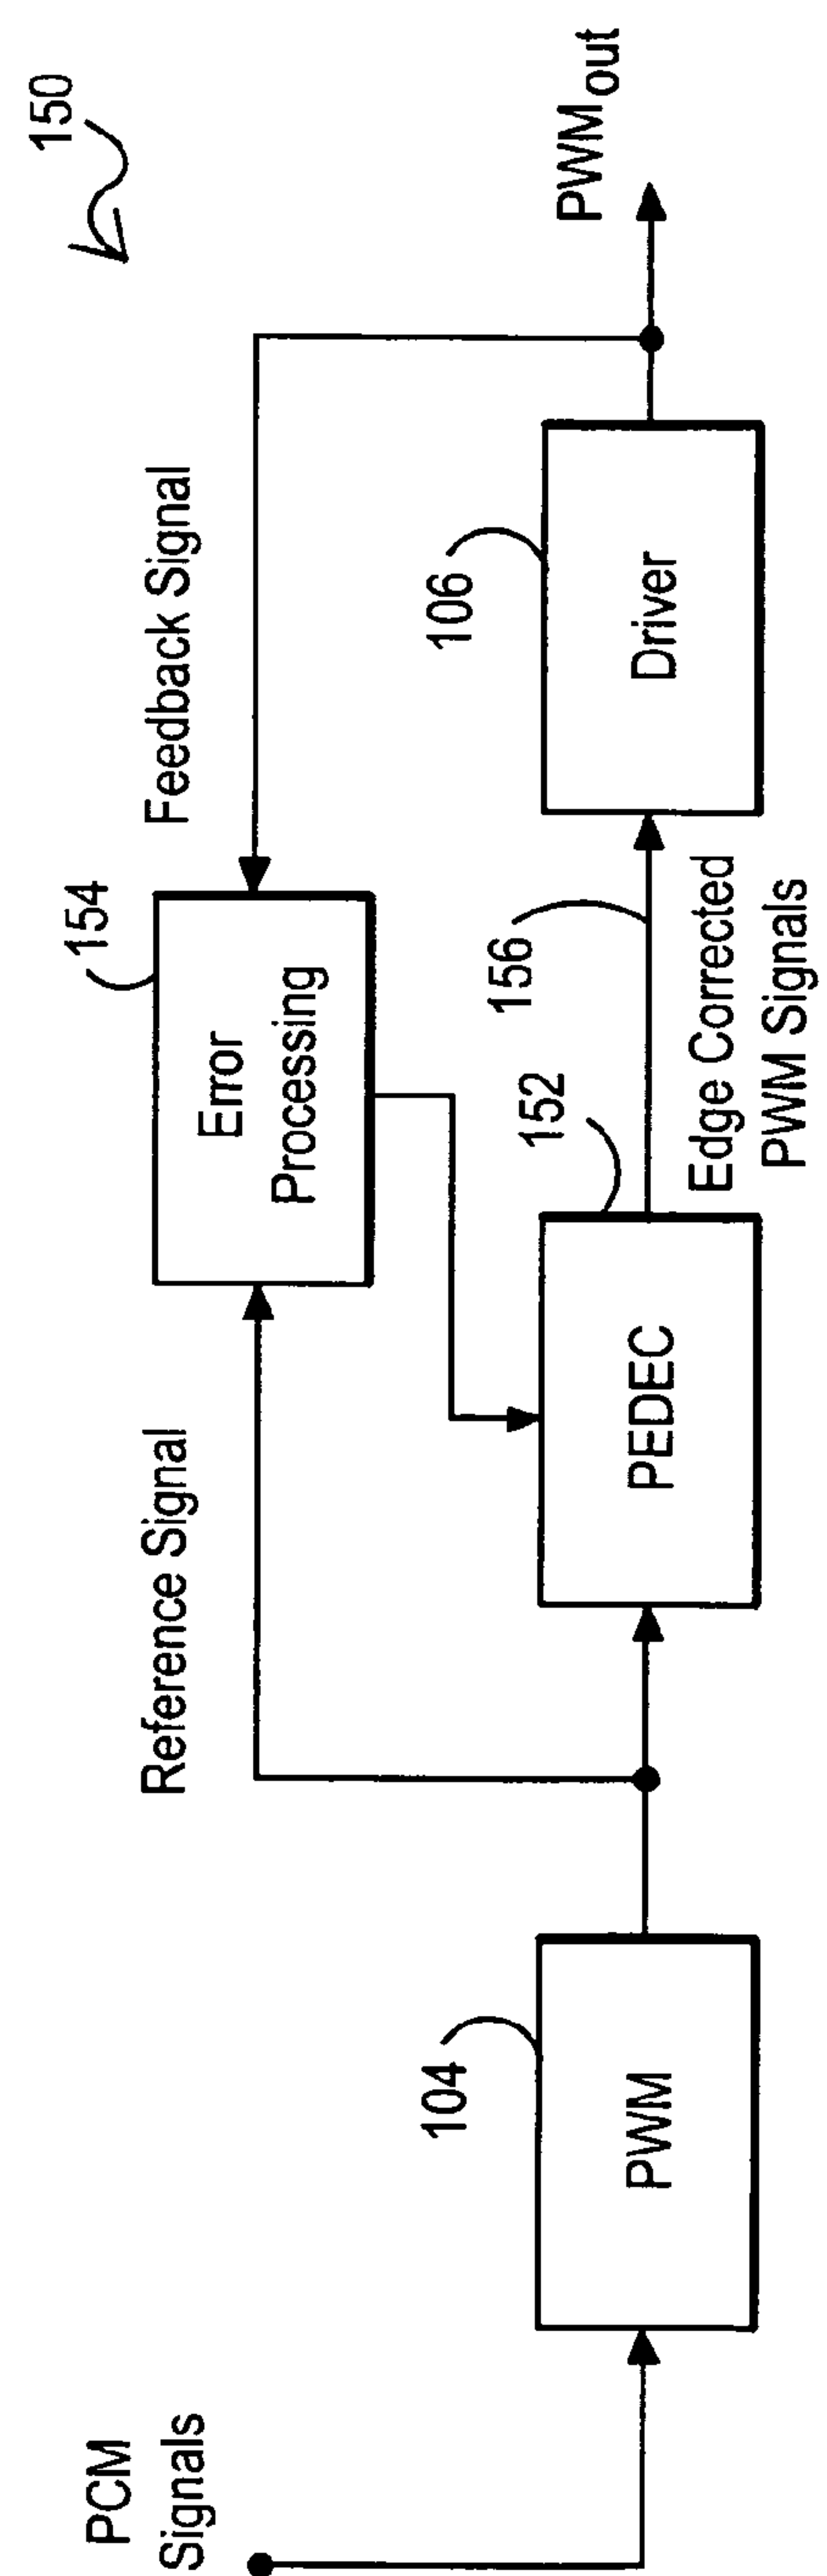 150
PCM
Signals
104
PWM
Reference Signal
154
Error
Processing
Feedback Signal
152
PEDEC
156
Edge Corrected
PWM Signals
106
Driver
PWMout